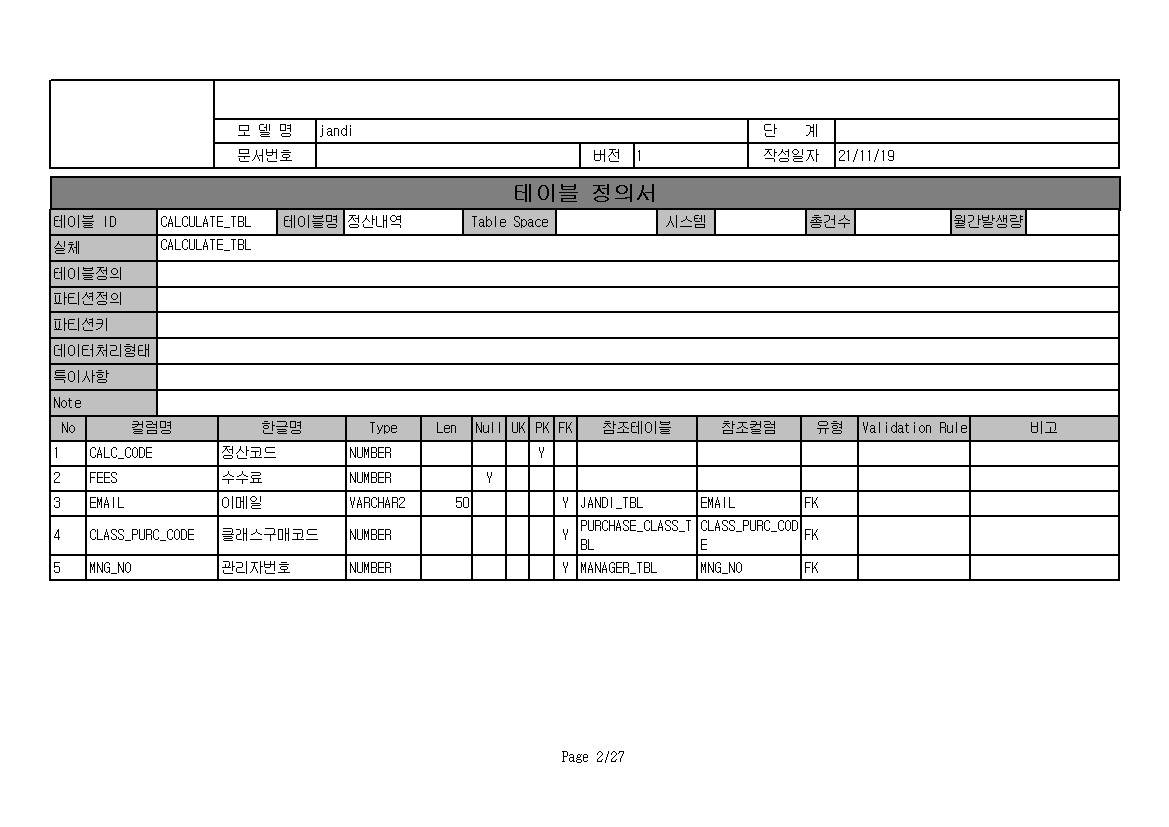 모 델 명 jandi 단 계
문서번호 버전 1 작성일자 21/11/19
테이블 정의서
테이블 ID CALCULATE_TBL 테이블명 정산내역 Table Space 시스템 총건수 월간발생량
실체 CALCULATE_TBL
테이블정의
파티션정의
파티션키
데이터처리형태
특이사항
Note
No 컬럼명 한글명 Type Len Null UK PK FK 참조테이블 참조컬럼 유형 Validation Rule 비고
1 CALC_CODE 정산코드 NUMBER Y
2 FEES 수수료 NUMBER Y
3 EMAIL 이메일 VARCHAR2 50 Y JANDI_TBL EMAIL FK
4 CLASS_PURC_CODE 클래스구매코드 NUMBER Y PURCHASE_CLASS_T CLASS_PURC_COD FK
BL E
5 MNG_NO 관리자번호 NUMBER Y MANAGER_TBL MNG_NO FK
Page 2/27